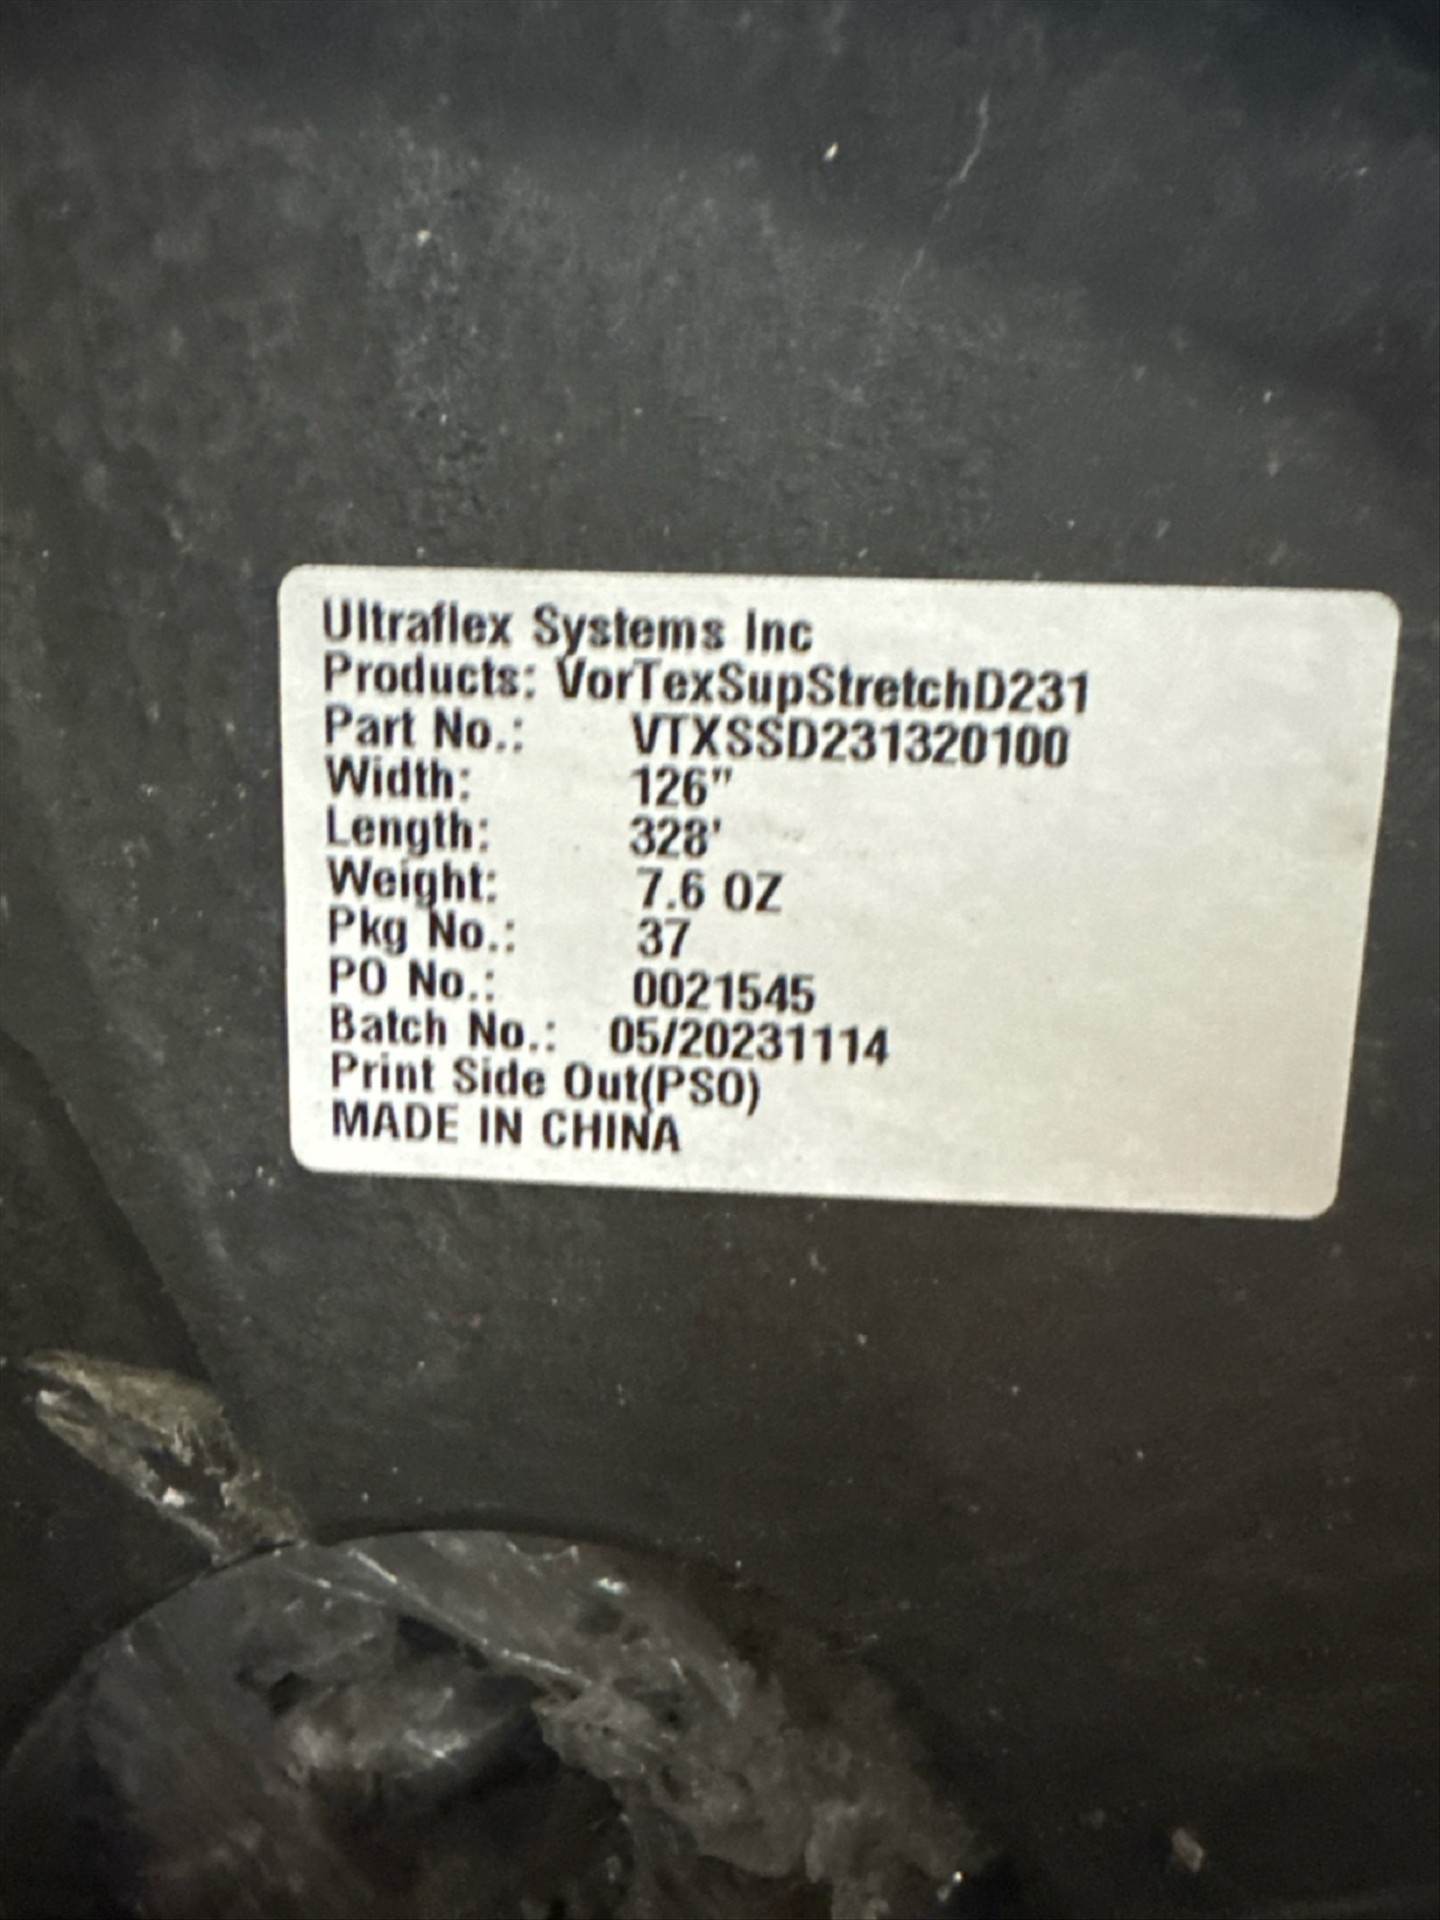 Ultraflex Systems Inc
Products: VorTexSupStretchD231
Part No.: VTXSSD231320100
Width: 126"
Length: 328'
Weight: 7.6 OZ
Pkg No.: 37
PO No.: 0021545
Batch No.: 05/20231114
Print Side Out(PSO)
MADE IN CHINA